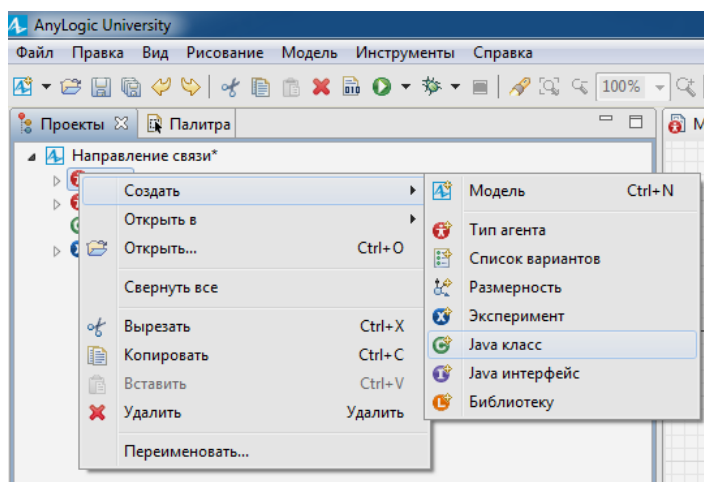 AnyLogic University
Файл Правка Вид Рисование Модель Инструменты Справка
100%
Проекты Палитра
Направление связи*
Создать
Открыть в
Открыть... Ctrl+O
Свернуть все
Вырезать Ctrl+X
Копировать Ctrl+C
Вставить Ctrl+V
Удалить Удалить
Переименовать...
Модель Ctrl+N
Тип агента
Список вариантов
Размерность
Эксперимент
Java класс
Java интерфейс
Библиотеку